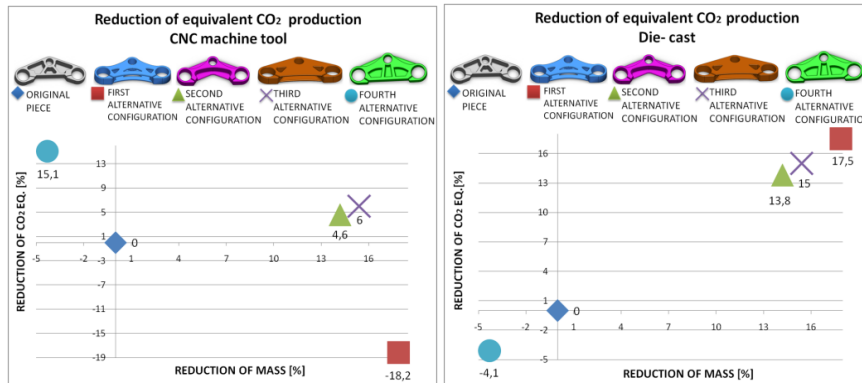 Reduction of equivalent CO2 production
CNC machine tool
ORIGINAL
PIECE
FIRST
ALTERNATIVE
CONFIGURATION
SECOND
ALTERNATIVE
CONFIGURATION
THIRD
ALTERNATIVE
CONFIGURATION
FOURTH
ALTERNATIVE
CONFIGURATION
REDUCTION OF CO2 EQ. [%]
13
9
5
1
-3
-7
-11
-15
-19
-5
-2
1
4
7
10
13
16
15,1
0
4,6
6
-18,2
REDUCTION OF MASS [%]
Reduction of equivalent CO2 production
Die- cast
ORIGINAL
PIECE
FIRST
ALTERNATIVE
CONFIGURATION
SECOND
ALTERNATIVE
CONFIGURATION
THIRD
ALTERNATIVE
CONFIGURATION
FOURTH
ALTERNATIVE
CONFIGURATION
REDUCTION OF CO2 EQ.[%]
16
13
10
7
4
1
-2
-5
-5
-2
1
4
7
10
13
16
17,5
15
13,8
0
-4,1
REDUCTION OF MASS [%]